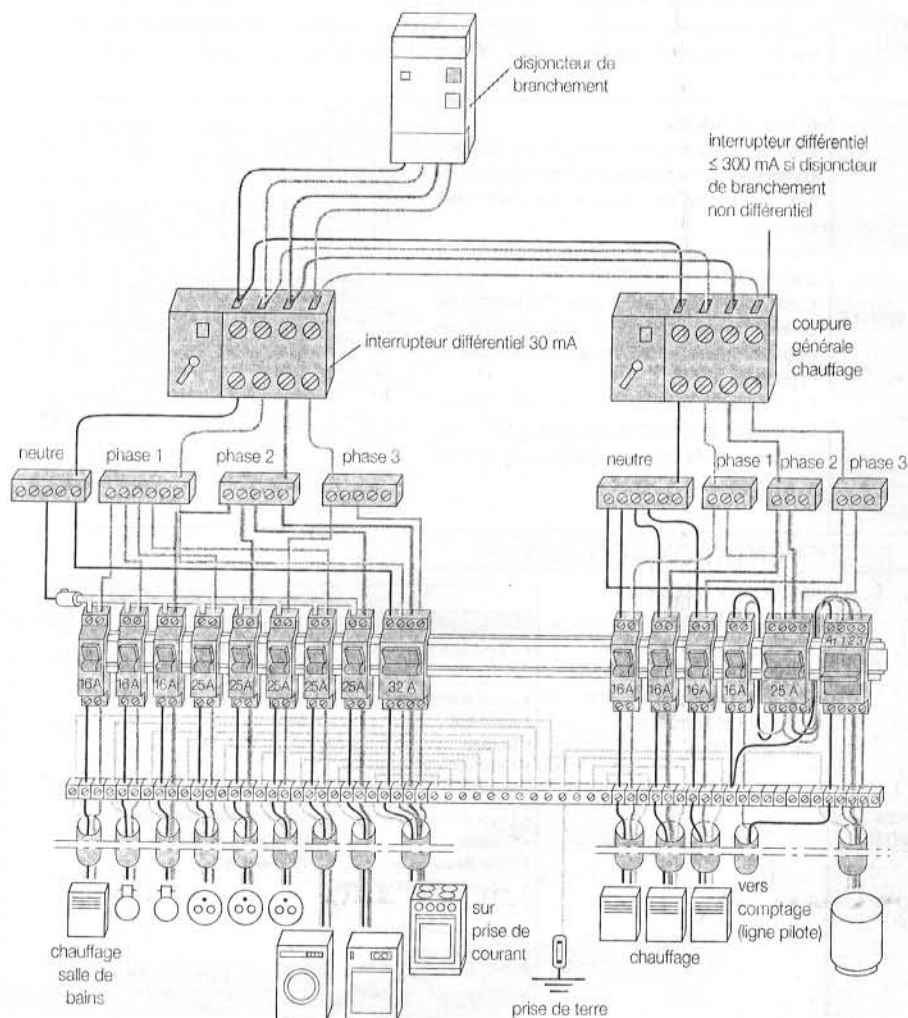 disjoncteur de
branchement
interrupteur différentiel
≤ 300 mA si disjoncteur
de branchement
non différentiel
interrupteur différentiel 30 mA
coupure
générale
chauffage
neutre
phase 1
phase 2
phase 3
neutre
phase 1
phase 2
phase 3
16A
16A
16A
25A
25A
25A
25A
25A
32 A
16A
16A
16A
16A
25 A
chauffage
salle de
bains
sur
prise de
courant
prise de terre
chauffage
vers
comptage
(ligne pilote)